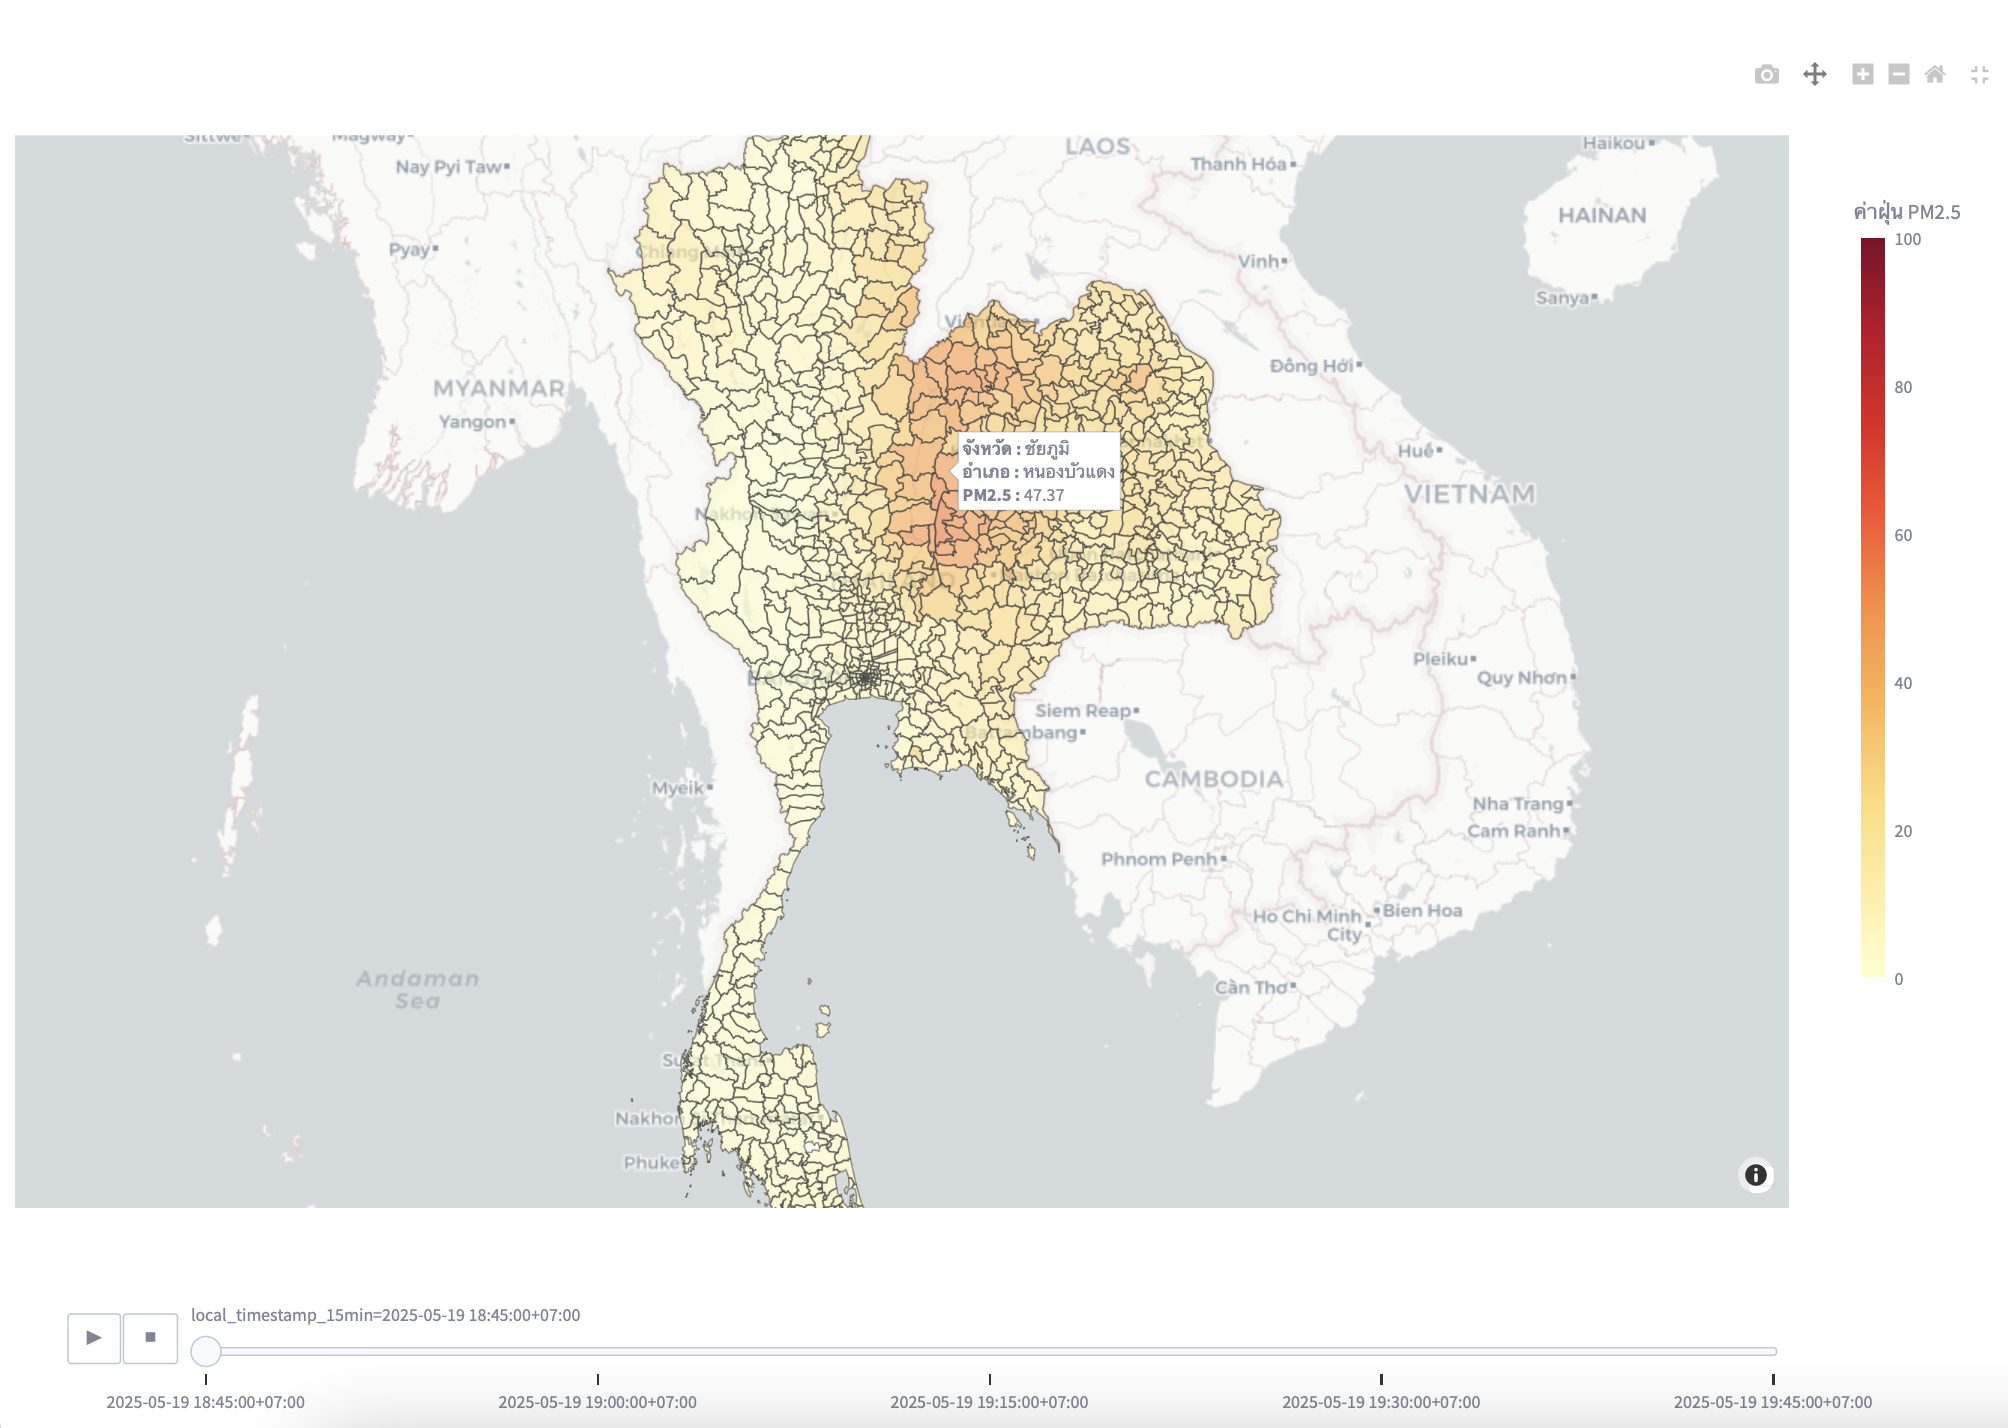 Sittwe
Magway
Nay Pyi Taw
LAOS
Thanh Hóa
Haikou
HAINAN
Pyay
Chiang Mai
Vinh
Sanya
ค่าฝุ่น PM2.5
100
80
60
40
20
0
Vientiane
Đông Hới
MYANMAR
Yangon
จังหวัด : ชัยภูมิ
อำเภอ : หนองบัวแดง
PM2.5 : 47.37
Huế
VIETNAM
Nakhon Sawan
THAILAND
Nakhon Ratchasima
Pleiku
Quy Nhơn
BANGKOK
Siem Reap
Battambang
Myeik
CAMBODIA
Nha Trang
Cam Ranh
Phnom Penh
Ho Chi Minh
City
Bien Hoa
Andaman
Sea
Cần Thơ
Surat Thani
Nakhon Si Thammarat
Phuket
local_timestamp_15min=2025-05-19 18:45:00+07:00
2025-05-19 18:45:00+07:00
2025-05-19 19:00:00+07:00
2025-05-19 19:15:00+07:00
2025-05-19 19:30:00+07:00
2025-05-19 19:45:00+07:00